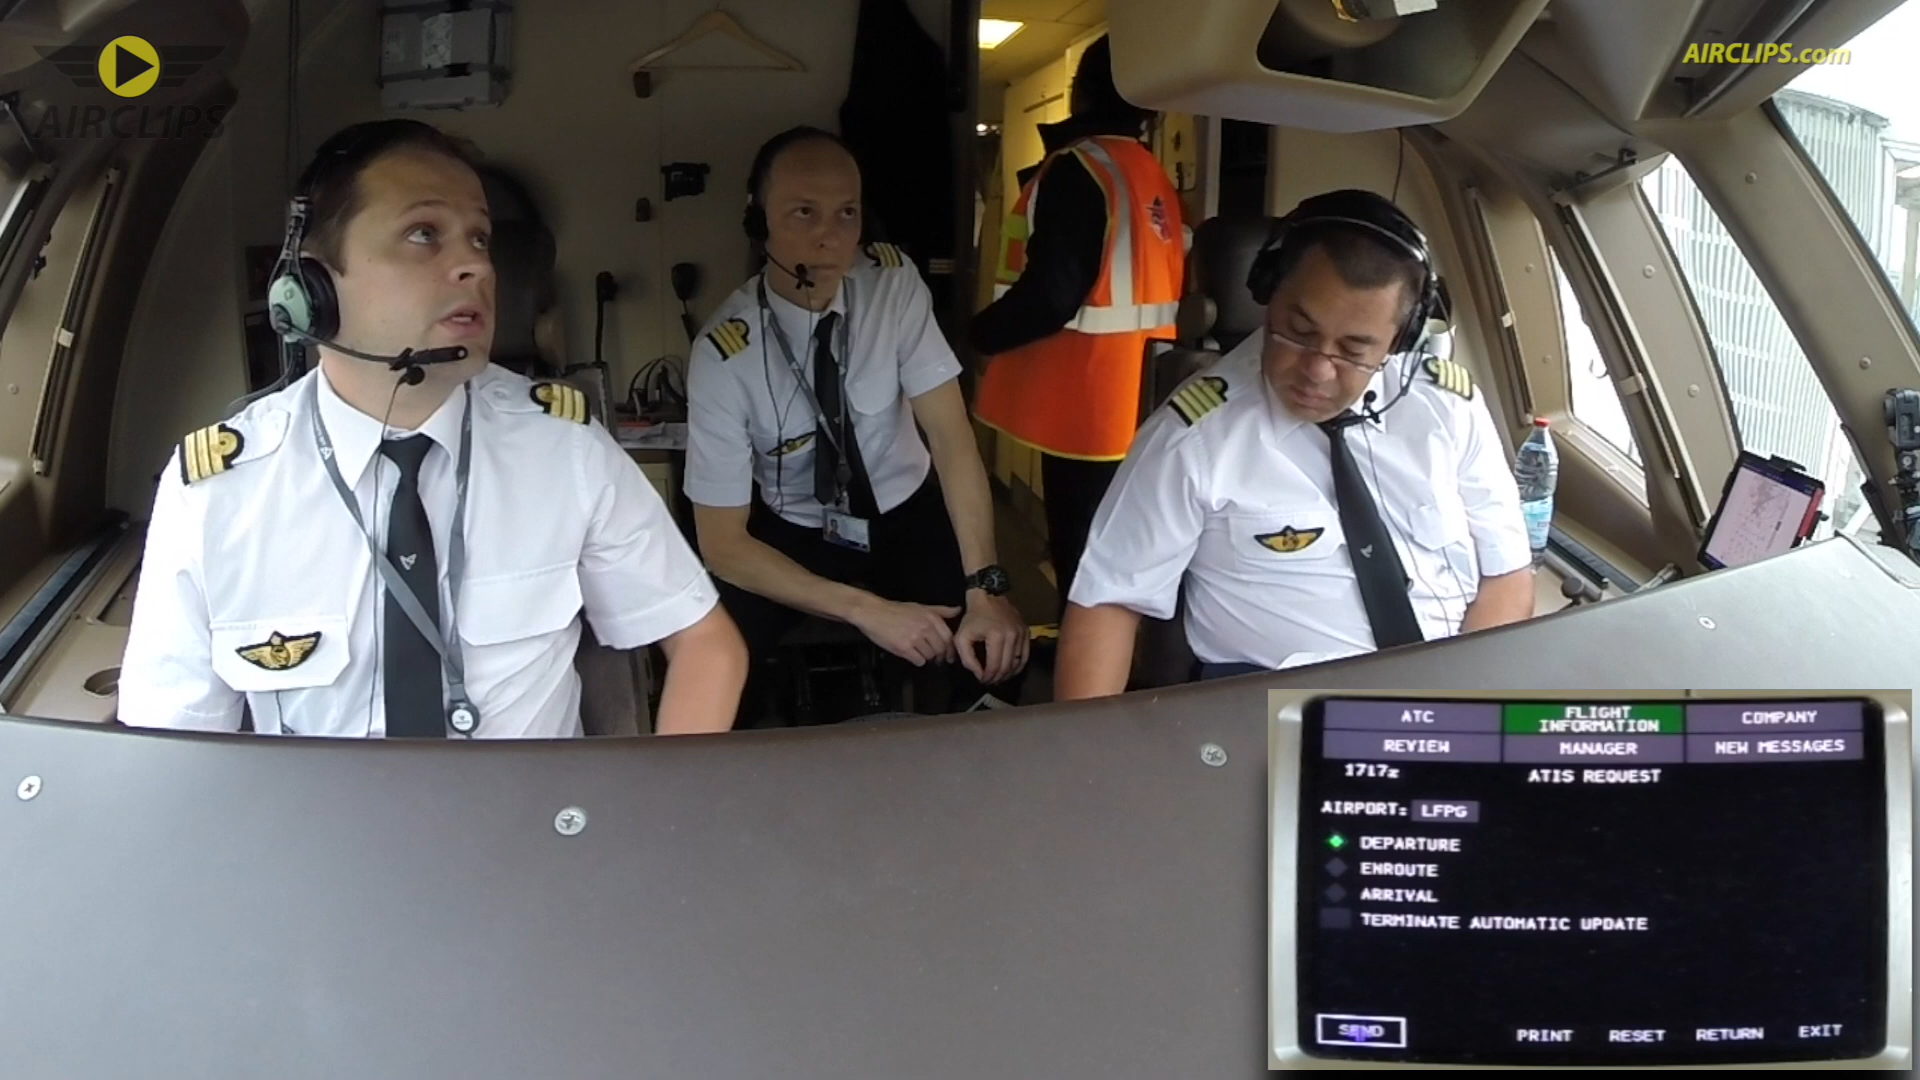 AIRCLIPS
AIRCLIPS.com
ATC
FLIGHT
INFORMATION
COMPANY
REVIEW
MANAGER
NEW MESSAGES
1717z
ATIS REQUEST
AIRPORT: LFPG
DEPARTURE
ENROUTE
ARRIVAL
TERMINATE AUTOMATIC UPDATE
SEND
PRINT
RESET
RETURN
EXIT